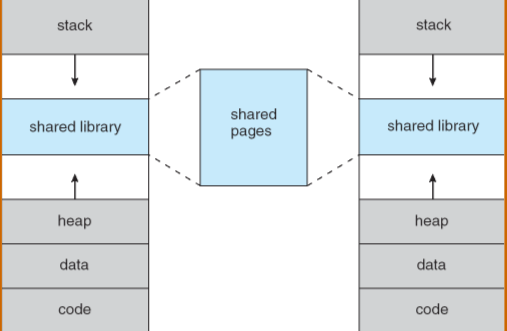 stack
shared library
heap
data
code
shared
pages
stack
shared library
heap
data
code